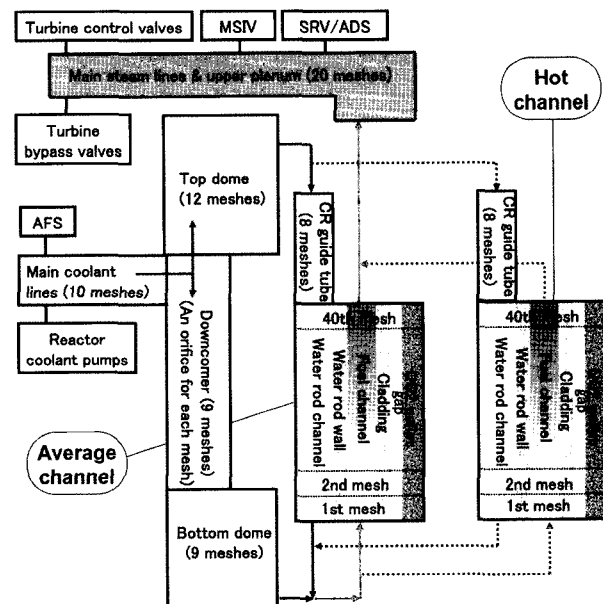 Turbine control valves
MSIV
SRV/ADS
Main steam lines & upper plenum (20 meshes)
Hot
channel
Turbine
bypass valves
Top dome
(12 meshes)
CR guide tube
(8 meshes)
CR guide tube
(8 meshes)
AFS
Main coolant
lines (10 meshes)
Reactor
coolant pumps
Downcomer (9 meshes)
(An orifice for each mesh)
40th mesh
Water rod channel
Water rod wall
Fuel channel
Cladding
gap
2nd mesh
1st mesh
40th mesh
Water rod channel
Water rod wall
Fuel channel
Cladding
gap
2nd mesh
1st mesh
Average
channel
Bottom dome
(9 meshes)